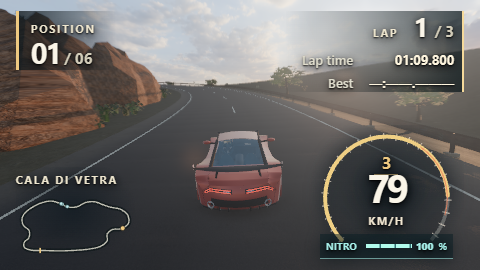 POSITION
01 / 06
LAP 1 / 3
Lap time 01:09.800
Best --:--.---
CALA DI VETRA
3
79
KM/H
NITRO 100 %